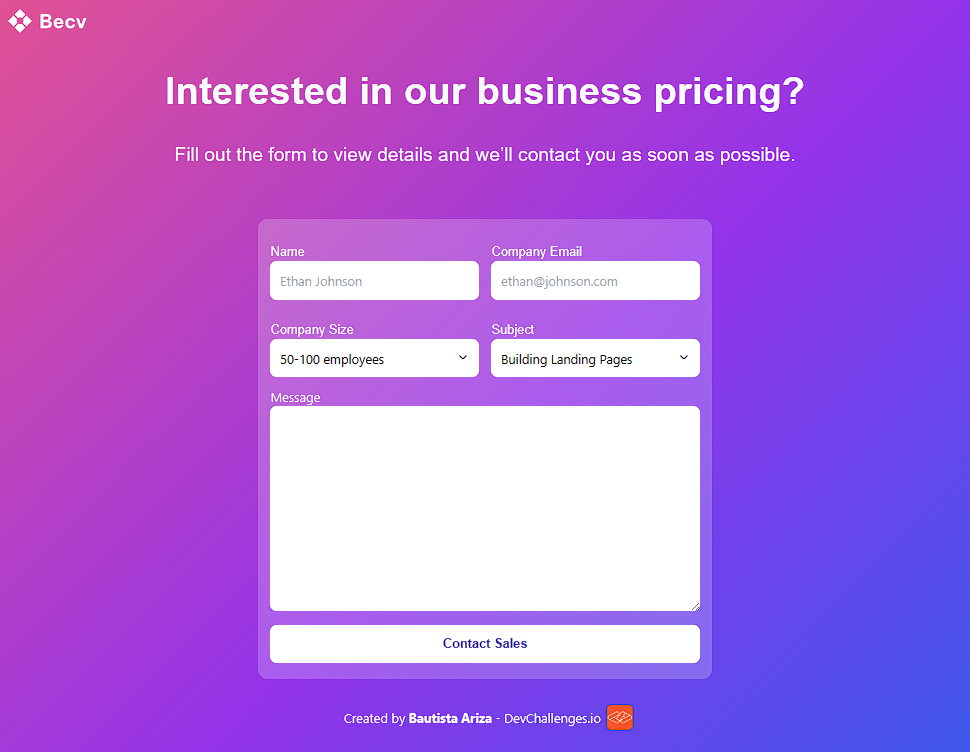 Becv
Interested in our business pricing?
Fill out the form to view details and we’ll contact you as soon as possible.
Name
Company Email
Ethan Johnson
ethan@johnson.com
Company Size
Subject
50-100 employees
Building Landing Pages
Message
Contact Sales
Created by Bautista Ariza - DevChallenges.io